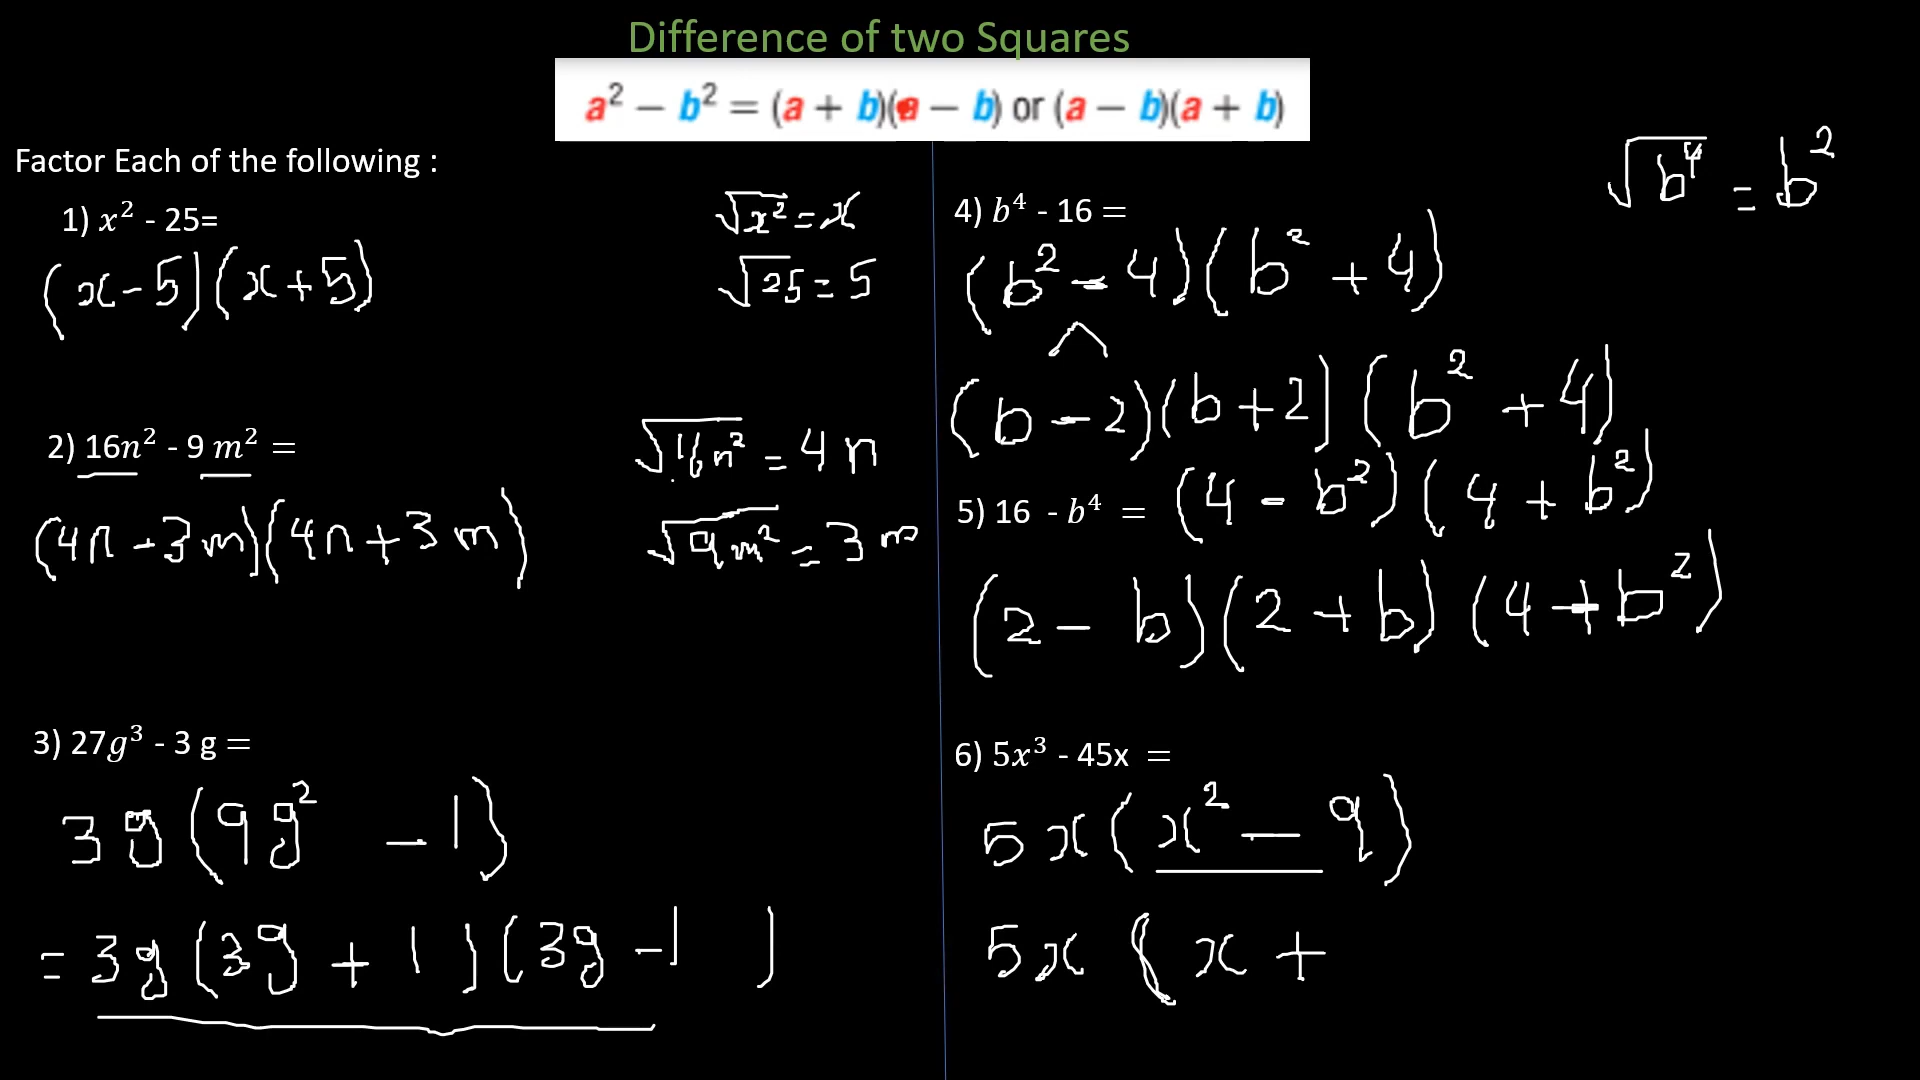 Difference of two Squares
a² − b² = (a + b)(a − b) or (a − b)(a + b)
Factor Each of the following :
1) x² - 25=
(x − 5)(x + 5)
√x² = x
√25 = 5
2) 16n² - 9 m² =
(4n − 3m)(4n + 3m)
√16n² = 4n
√9m² = 3m
3) 27g³ - 3 g =
3g(9g² − 1)
= 3g(3g + 1)(3g − 1)
4) b⁴ - 16 =
√b⁴ = b²
(b² − 4)(b² + 4)
(b − 2)(b + 2)(b² + 4)
5) 16 - b⁴ = (4 − b²)(4 + b²)
(2 − b)(2 + b)(4 + b²)
6) 5x³ - 45x =
5x(x² − 9)
5x(x +